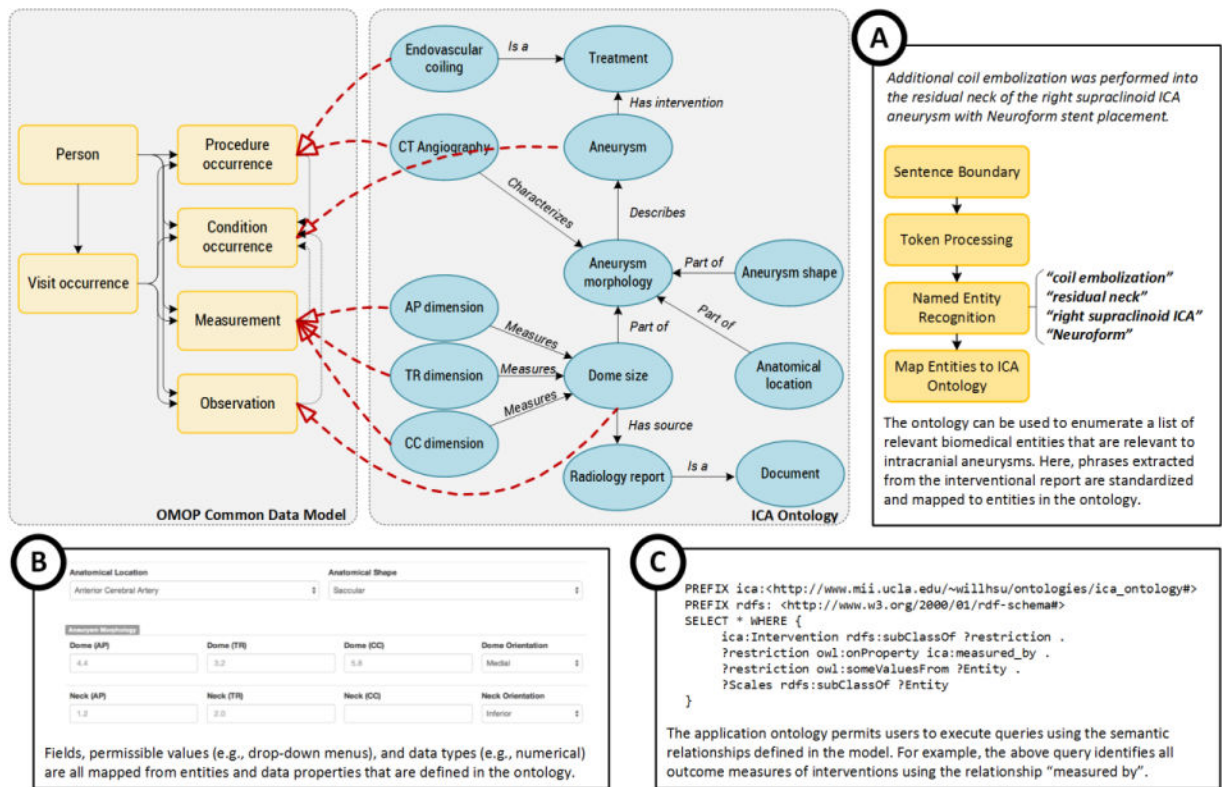 Person
Visit occurrence
Procedure
occurrence
Condition
occurrence
Measurement
Observation
OMOP Common Data Model
Endovascular
coiling
Is a
Treatment
Has intervention
CT Angiography
Aneurysm
Characterizes
Describes
Aneurysm
morphology
Part of
Aneurysm shape
AP dimension
Measures
Part of
Part of
TR dimension
Measures
Dome size
Anatomical
location
CC dimension
Measures
Has source
Radiology report
Is a
Document
ICA Ontology
A
Additional coil embolization was performed into
the residual neck of the right supraclinoid ICA
aneurysm with Neuroform stent placement.
Sentence Boundary
Token Processing
Named Entity
Recognition
"coil embolization"
"residual neck"
"right supraclinoid ICA"
"Neuroform"
Map Entities to ICA
Ontology
The ontology can be used to enumerate a list of
relevant biomedical entities that are relevant to
intracranial aneurysms. Here, phrases extracted
from the interventional report are standardized
and mapped to entities in the ontology.
B
Anatomical Location Anatomical Shape
Anterior Cerebral Artery Saccular
Aneurysm Morphology
Dome (AP) Dome (TR) Dome (CC) Dome Orientation
4.4 3.2 5.8 Medial
Neck (AP) Neck (TR) Neck (CC) Neck Orientation
1.2 2.0 Inferior
Fields, permissible values (e.g., drop-down menus), and data types (e.g., numerical)
are all mapped from entities and data properties that are defined in the ontology.
C
PREFIX ica:<http://www.mii.ucla.edu/~willhsu/ontologies/ica_ontology#>
PREFIX rdfs: <http://www.w3.org/2000/01/rdf-schema#>
SELECT * WHERE {
ica:Intervention rdfs:subClassOf ?restriction .
?restriction owl:onProperty ica:measured_by .
?restriction owl:someValuesFrom ?Entity .
?Scales rdfs:subClassOf ?Entity
}
The application ontology permits users to execute queries using the semantic
relationships defined in the model. For example, the above query identifies all
outcome measures of interventions using the relationship "measured by".